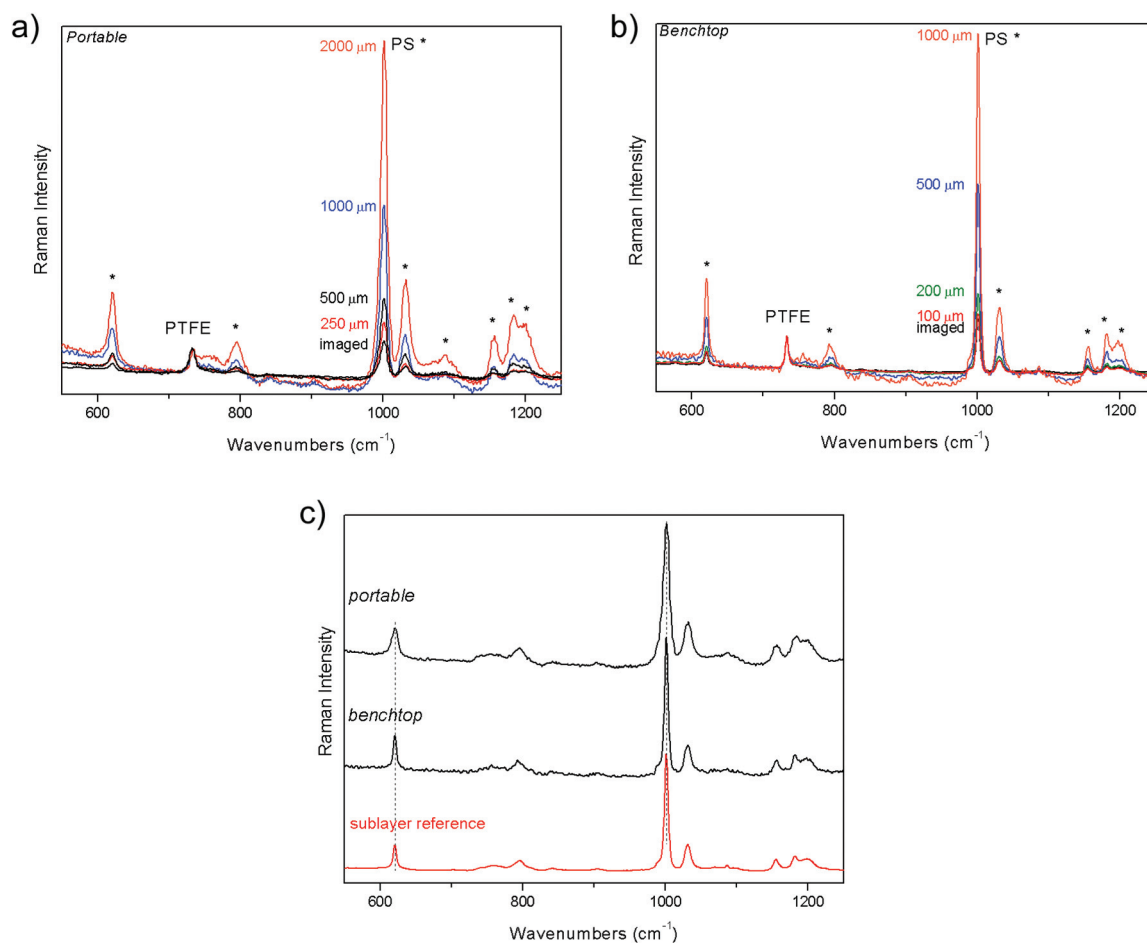 a)
Portable
2000 μm
PS *
1000 μm
*
*
500 μm
250 μm
imaged
PTFE
*
*
*
*
*
Raman Intensity
600
800
1000
1200
Wavenumbers (cm⁻¹)
b)
Benchtop
1000 μm
PS *
500 μm
*
200 μm
100 μm
imaged
*
PTFE
*
*
*
*
Raman Intensity
600
800
1000
1200
Wavenumbers (cm⁻¹)
c)
portable
benchtop
sublayer reference
Raman Intensity
600
800
1000
1200
Wavenumbers (cm⁻¹)